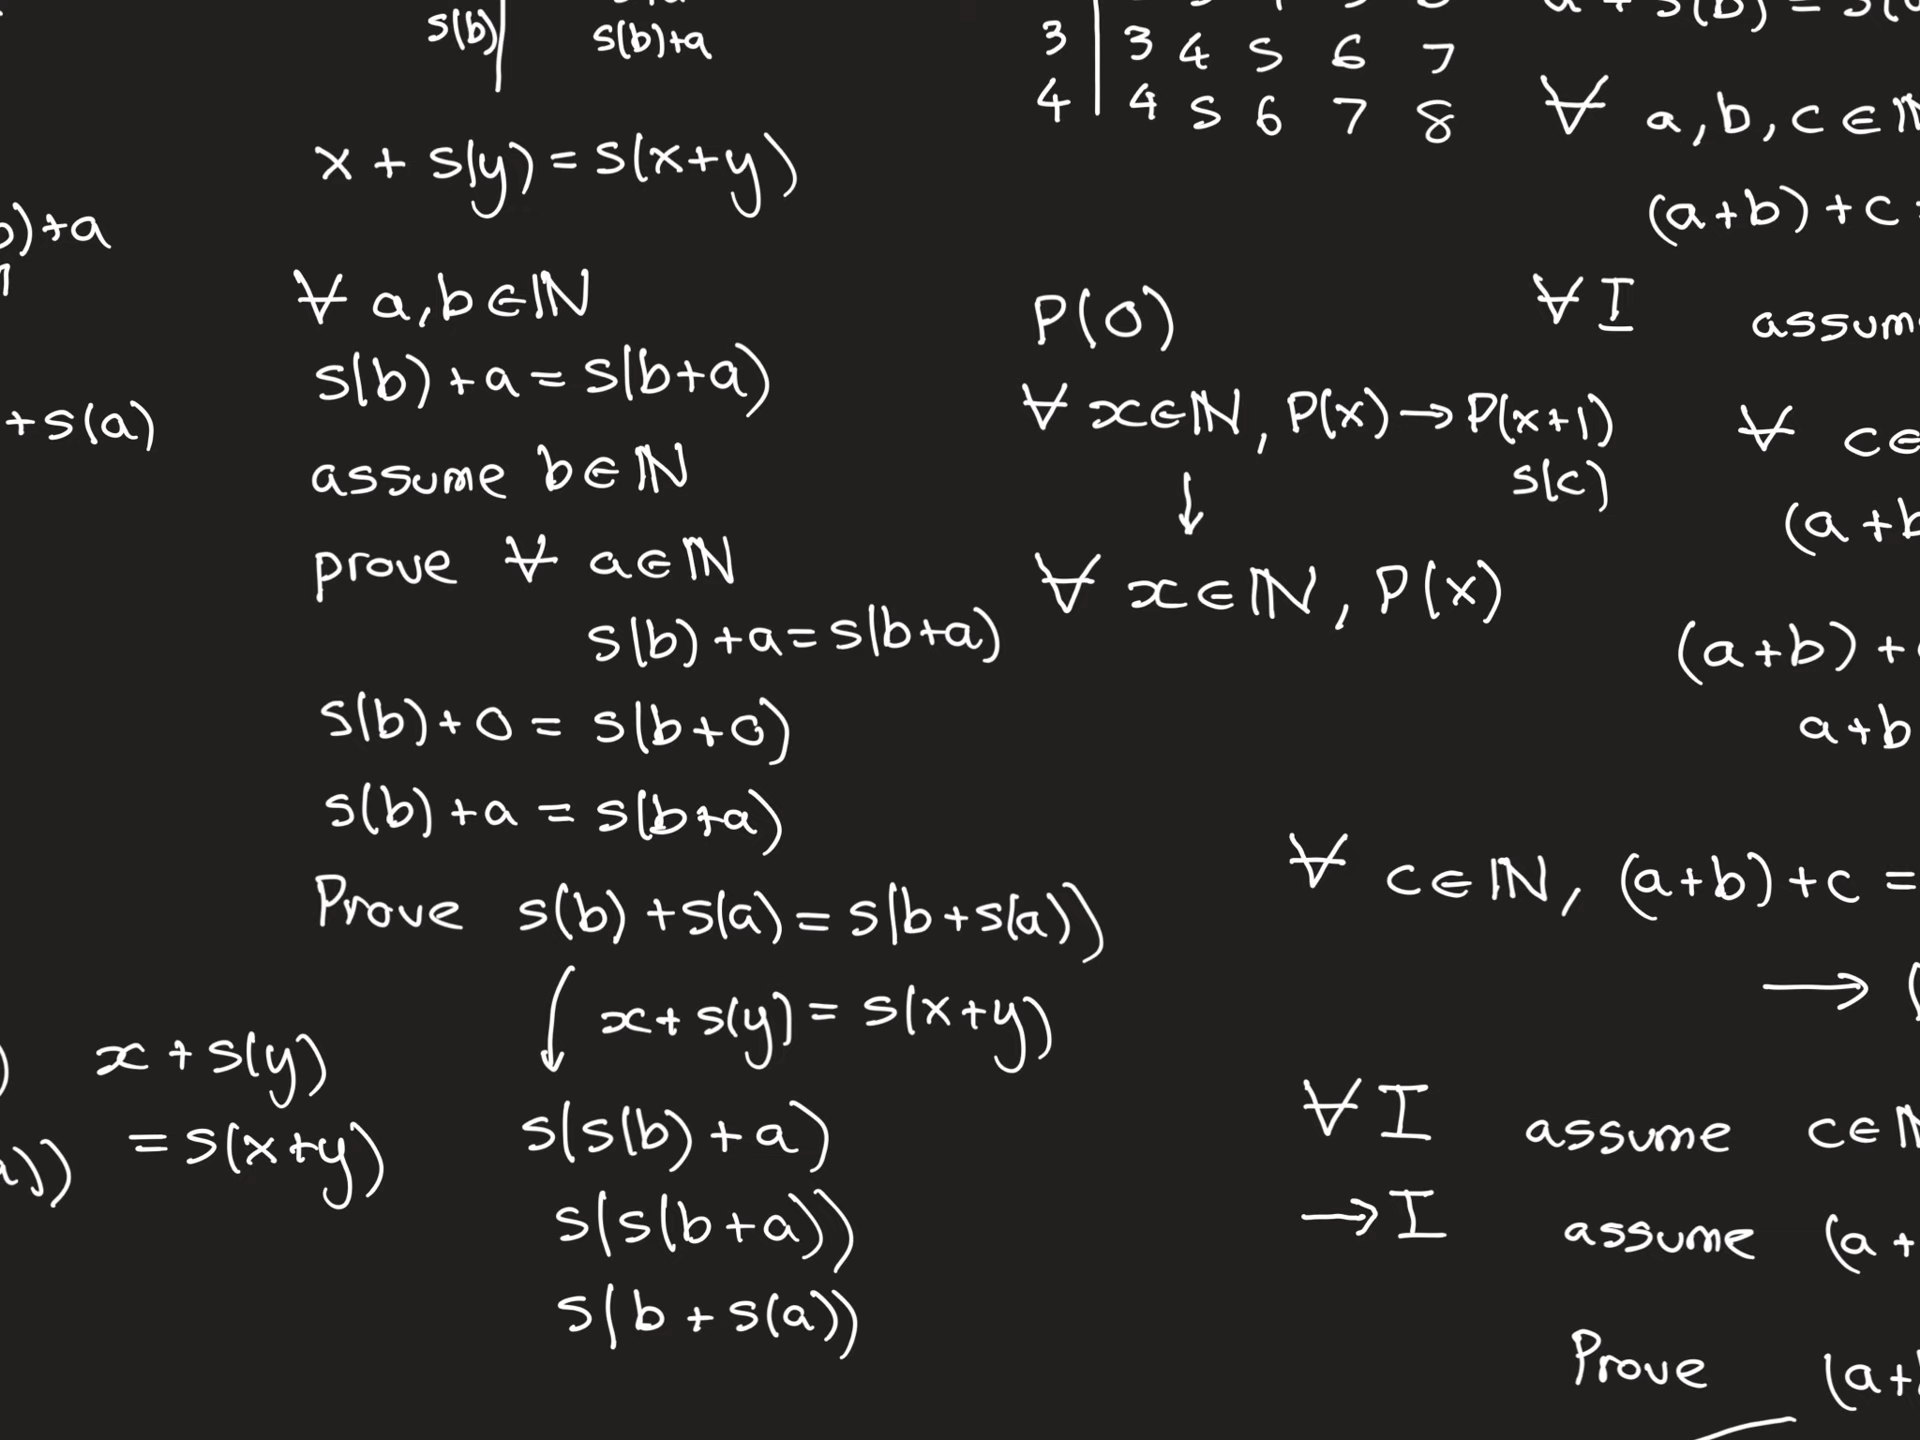 s(b)
s(b)+a
x + s(y) = s(x+y)
)+a
∀ a,b∈ℕ
s(b) + a = s(b+a)
+s(a)
assume b∈ℕ
prove ∀ a∈ℕ
s(b) + a = s(b+a)
s(b) + 0 = s(b+0)
s(b) + a = s(b+a)
Prove s(b) + s(a) = s(b+s(a))
x + s(y) = s(x+y)
) x + s(y)
= s(x+y)
a))
s(s(b) + a)
s(s(b+a))
s(b + s(a))
3 | 3 4 5 6 7
4 | 4 5 6 7 8
P(0)
∀ x∈ℕ, P(x) → P(x+1)
s(c)
↓
∀ x∈ℕ, P(x)
a + s(b) = s(
∀ a,b,c∈ℕ
(a+b)+c
∀I assume
∀ c∈
(a+b
(a+b)+
a+b
∀ c∈ℕ, (a+b)+c =
→ (
∀I assume c∈ℕ
→I assume (a+
Prove (a+